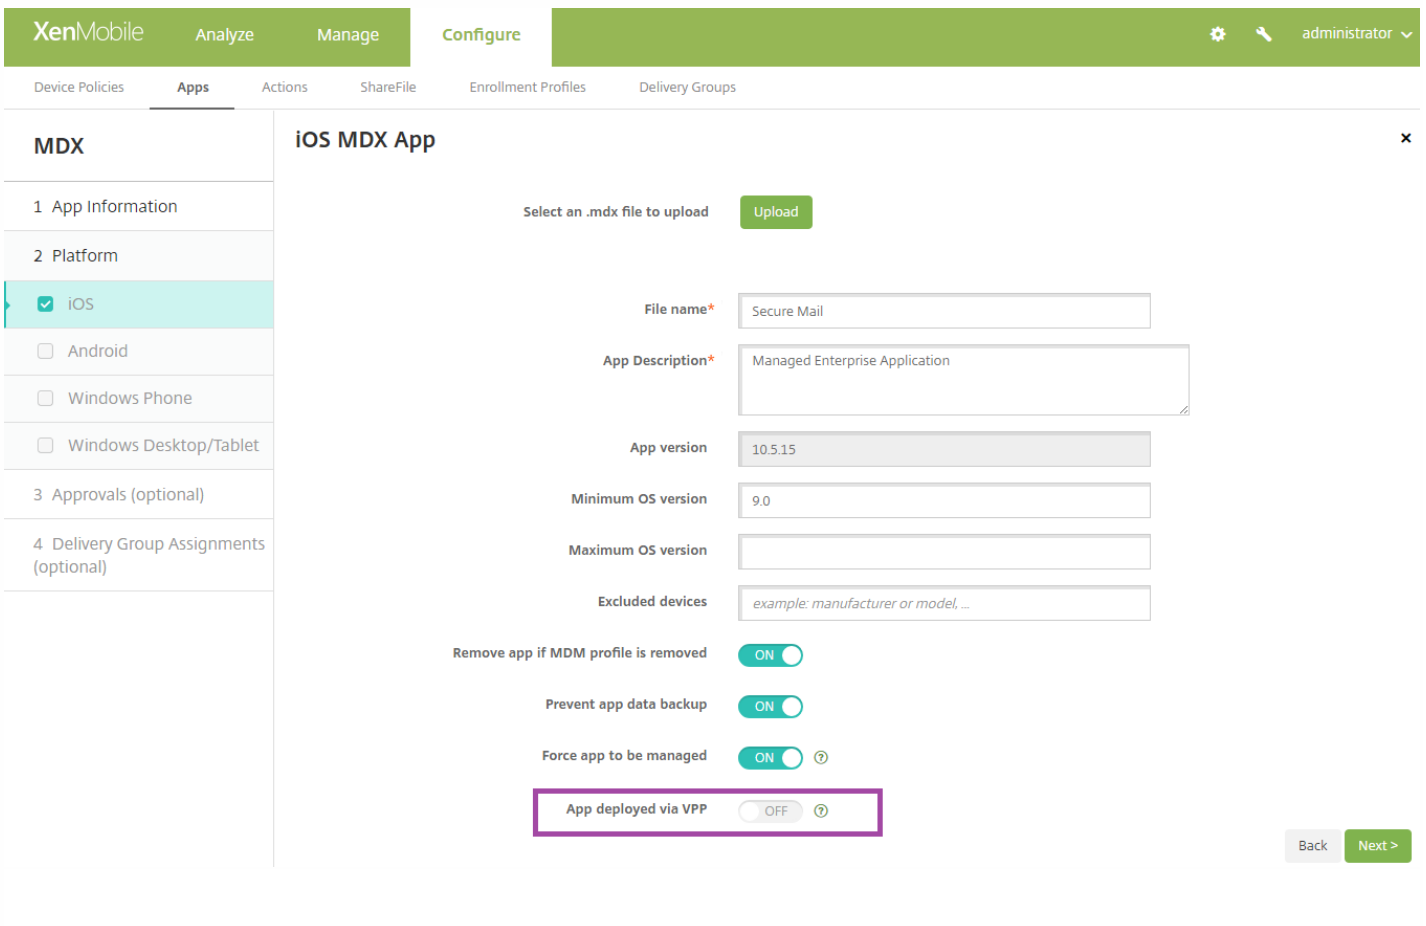 XenMobile Analyze Manage Configure administrator
Device Policies Apps Actions ShareFile Enrollment Profiles Delivery Groups
MDX
1 App Information
2 Platform
iOS
Android
Windows Phone
Windows Desktop/Tablet
3 Approvals (optional)
4 Delivery Group Assignments
(optional)
iOS MDX App
Select an .mdx file to upload Upload
File name* Secure Mail
App Description* Managed Enterprise Application
App version 10.5.15
Minimum OS version 9.0
Maximum OS version
Excluded devices example: manufacturer or model, ...
Remove app if MDM profile is removed ON
Prevent app data backup ON
Force app to be managed ON ?
App deployed via VPP OFF ?
Back Next >